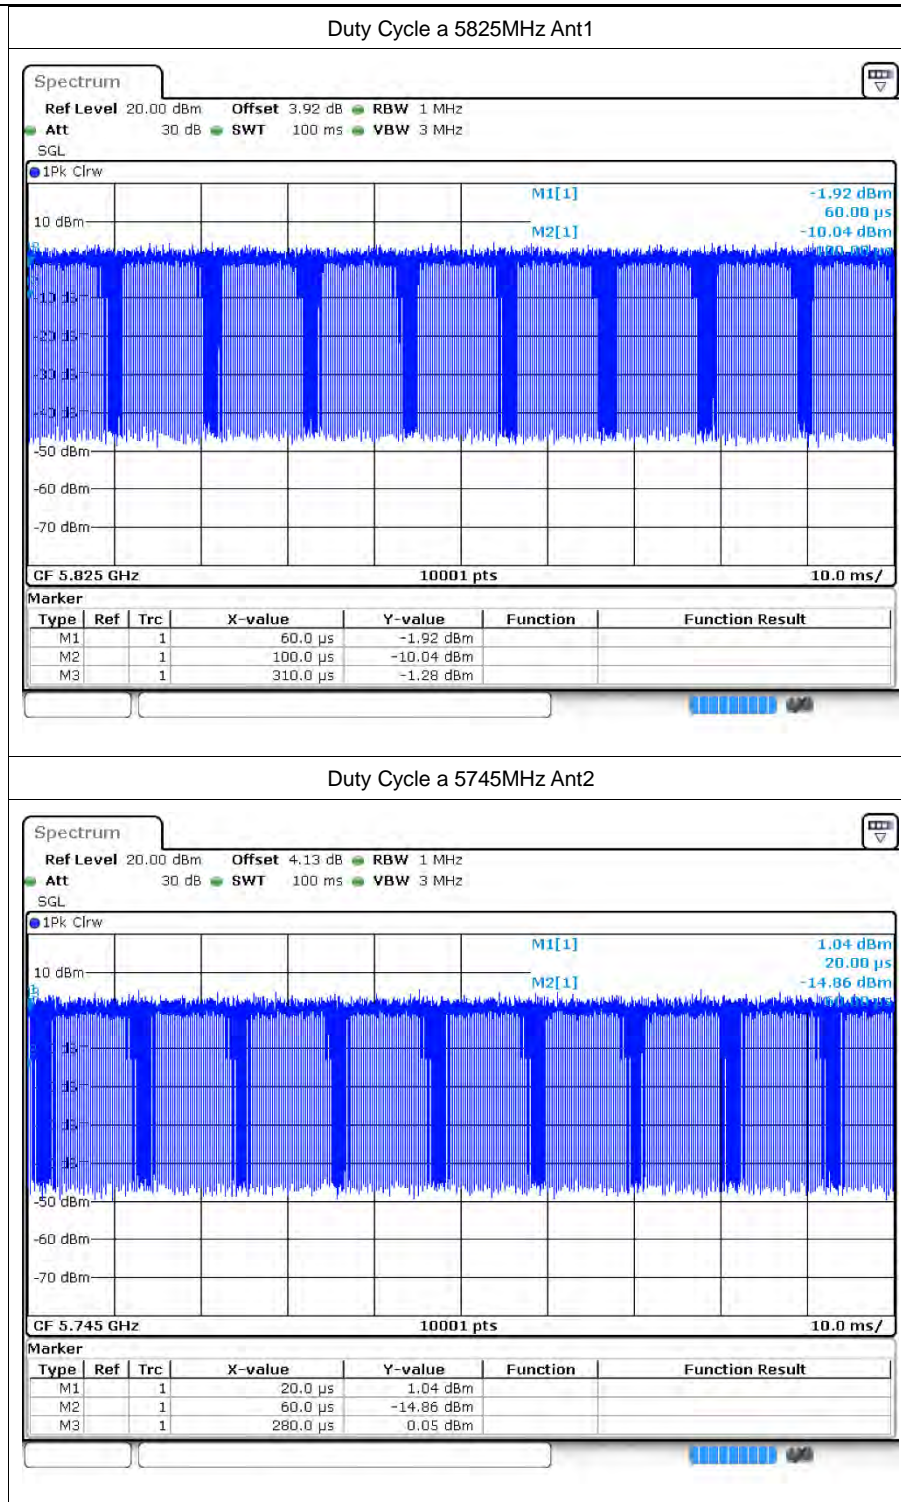 Duty Cycle a 5825MHz Ant1
Spectrum
Ref Level 20.00 dBm Offset 3.92 dB RBW 1 MHz
Att 30 dB SWT 100 ms VBW 3 MHz
SGL
1Pk Clrw
M1[1] -1.92 dBm
60.00 µs
10 dBm
M2[1] -10.04 dBm
-50 dBm
-60 dBm
-70 dBm
CF 5.825 GHz 10001 pts 10.0 ms/
Marker
Type Ref Trc X-value Y-value Function Function Result
M1 1 60.0 µs -1.92 dBm
M2 1 100.0 µs -10.04 dBm
M3 1 310.0 µs -1.28 dBm
Duty Cycle a 5745MHz Ant2
Spectrum
Ref Level 20.00 dBm Offset 4.13 dB RBW 1 MHz
Att 30 dB SWT 100 ms VBW 3 MHz
SGL
1Pk Clrw
M1[1] 1.04 dBm
20.00 µs
10 dBm
M2[1] -14.86 dBm
-50 dBm
-60 dBm
-70 dBm
CF 5.745 GHz 10001 pts 10.0 ms/
Marker
Type Ref Trc X-value Y-value Function Function Result
M1 1 20.0 µs 1.04 dBm
M2 1 60.0 µs -14.86 dBm
M3 1 280.0 µs 0.05 dBm